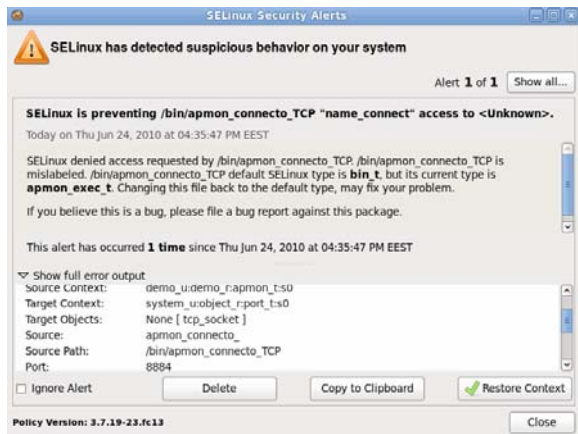 SELinux Security Alerts
SELinux has detected suspicious behavior on your system
Alert 1 of 1 Show all...
SELinux is preventing /bin/apmon_connecto_TCP "name_connect" access to <Unknown>.
Today on Thu Jun 24, 2010 at 04:35:47 PM EEST
SELinux denied access requested by /bin/apmon_connecto_TCP. /bin/apmon_connecto_TCP is
mislabeled. /bin/apmon_connecto_TCP default SELinux type is bin_t, but its current type is
apmon_exec_t. Changing this file back to the default type, may fix your problem.
If you believe this is a bug, please file a bug report against this package.
This alert has occurred 1 time since Thu Jun 24, 2010 at 04:35:47 PM EEST
Show full error output
Source Context: demo_u:demo_r:apmon_t:s0
Target Context: system_u:object_r:port_t:s0
Target Objects: None [ tcp_socket ]
Source: apmon_connecto_
Source Path: /bin/apmon_connecto_TCP
Port: 8884
Ignore Alert Delete Copy to Clipboard Restore Context
Policy Version: 3.7.19-23.fc13 Close